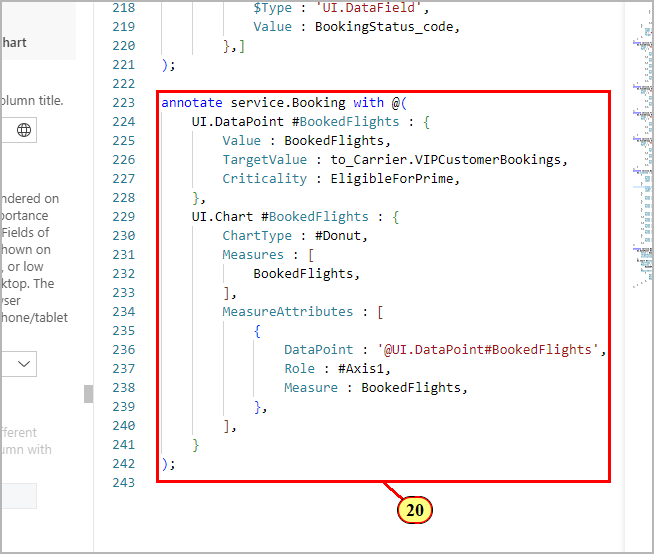 hart
olumn title.
ndered on
portance
Fields of
hown on
, or low
ktop. The
wser
hone/tablet
fferent
umn with
218 $Type : 'UI.DataField',
219 Value : BookingStatus_code,
220 },]
221 );
222
223 annotate service.Booking with @(
224 UI.DataPoint #BookedFlights : {
225 Value : BookedFlights,
226 TargetValue : to_Carrier.VIPCustomerBookings,
227 Criticality : EligibleForPrime,
228 },
229 UI.Chart #BookedFlights : {
230 ChartType : #Donut,
231 Measures : [
232 BookedFlights,
233 ],
234 MeasureAttributes : [
235 {
236 DataPoint : '@UI.DataPoint#BookedFlights',
237 Role : #Axis1,
238 Measure : BookedFlights,
239 },
240 ],
241 }
242 );
243
20